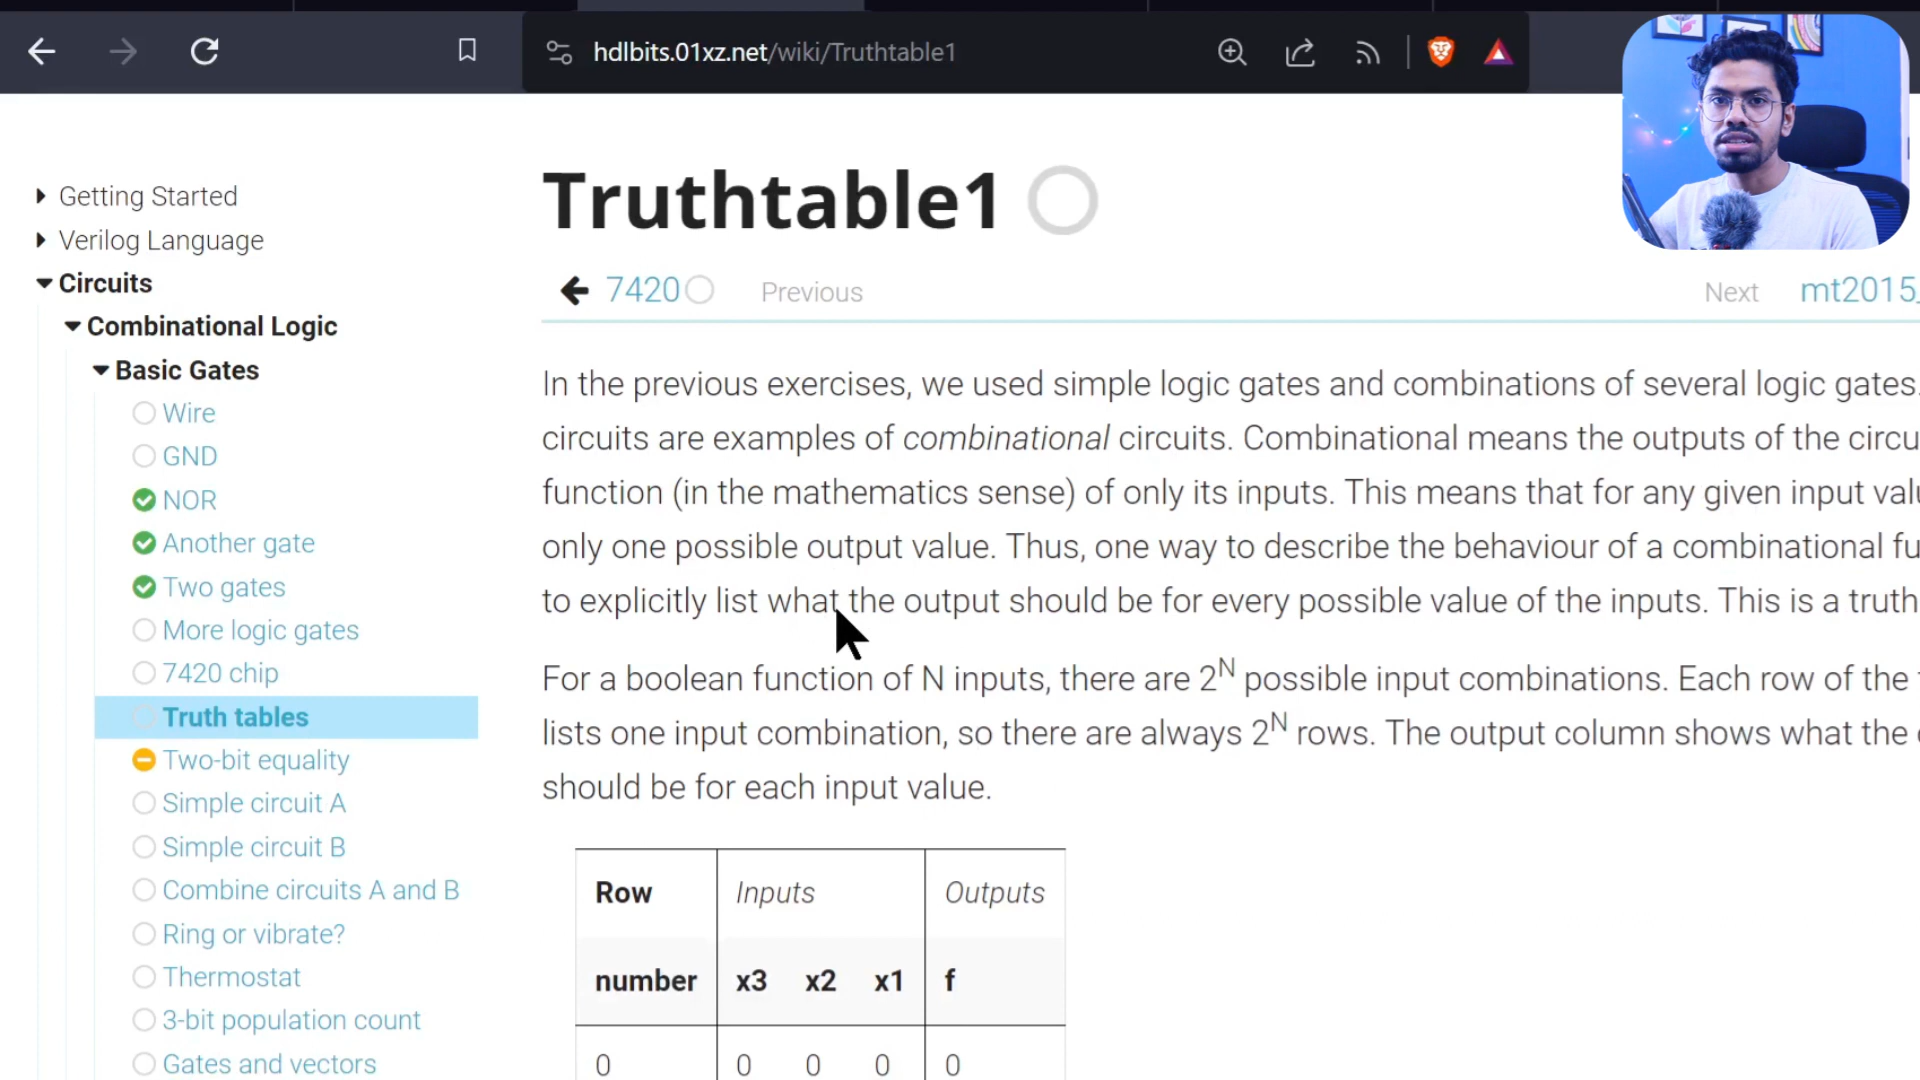 hdlbits.01xz.net/wiki/Truthtable1
Getting Started
Verilog Language
Circuits
Combinational Logic
Basic Gates
Wire
GND
NOR
Another gate
Two gates
More logic gates
7420 chip
Truth tables
Two-bit equality
Simple circuit A
Simple circuit B
Combine circuits A and B
Ring or vibrate?
Thermostat
3-bit population count
Gates and vectors
Truthtable1
7420 Previous
Next mt2015_
In the previous exercises, we used simple logic gates and combinations of several logic gates.
circuits are examples of combinational circuits. Combinational means the outputs of the circu
function (in the mathematics sense) of only its inputs. This means that for any given input valu
only one possible output value. Thus, one way to describe the behaviour of a combinational fu
to explicitly list what the output should be for every possible value of the inputs. This is a truth
For a boolean function of N inputs, there are 2^N possible input combinations. Each row of the
lists one input combination, so there are always 2^N rows. The output column shows what the
should be for each input value.
Row Inputs Outputs
number x3 x2 x1 f
0 0 0 0 0